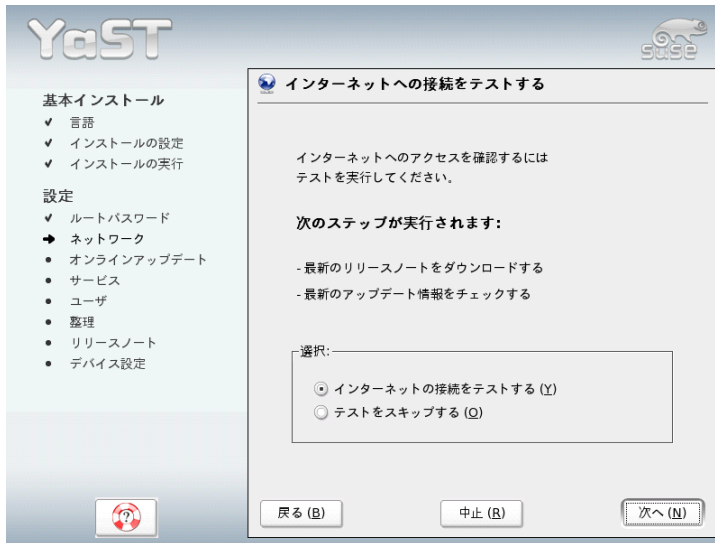 YaST
SUSE
基本インストール
言語
インストールの設定
インストールの実行
設定
ルートパスワード
ネットワーク
オンラインアップデート
サービス
ユーザ
整理
リリースノート
デバイス設定
インターネットへの接続をテストする
インターネットへのアクセスを確認するには
テストを実行してください。
次のステップが実行されます:
- 最新のリリースノートをダウンロードする
- 最新のアップデート情報をチェックする
選択:
インターネットの接続をテストする (Y)
テストをスキップする (O)
戻る (B)
中止 (R)
次へ (N)